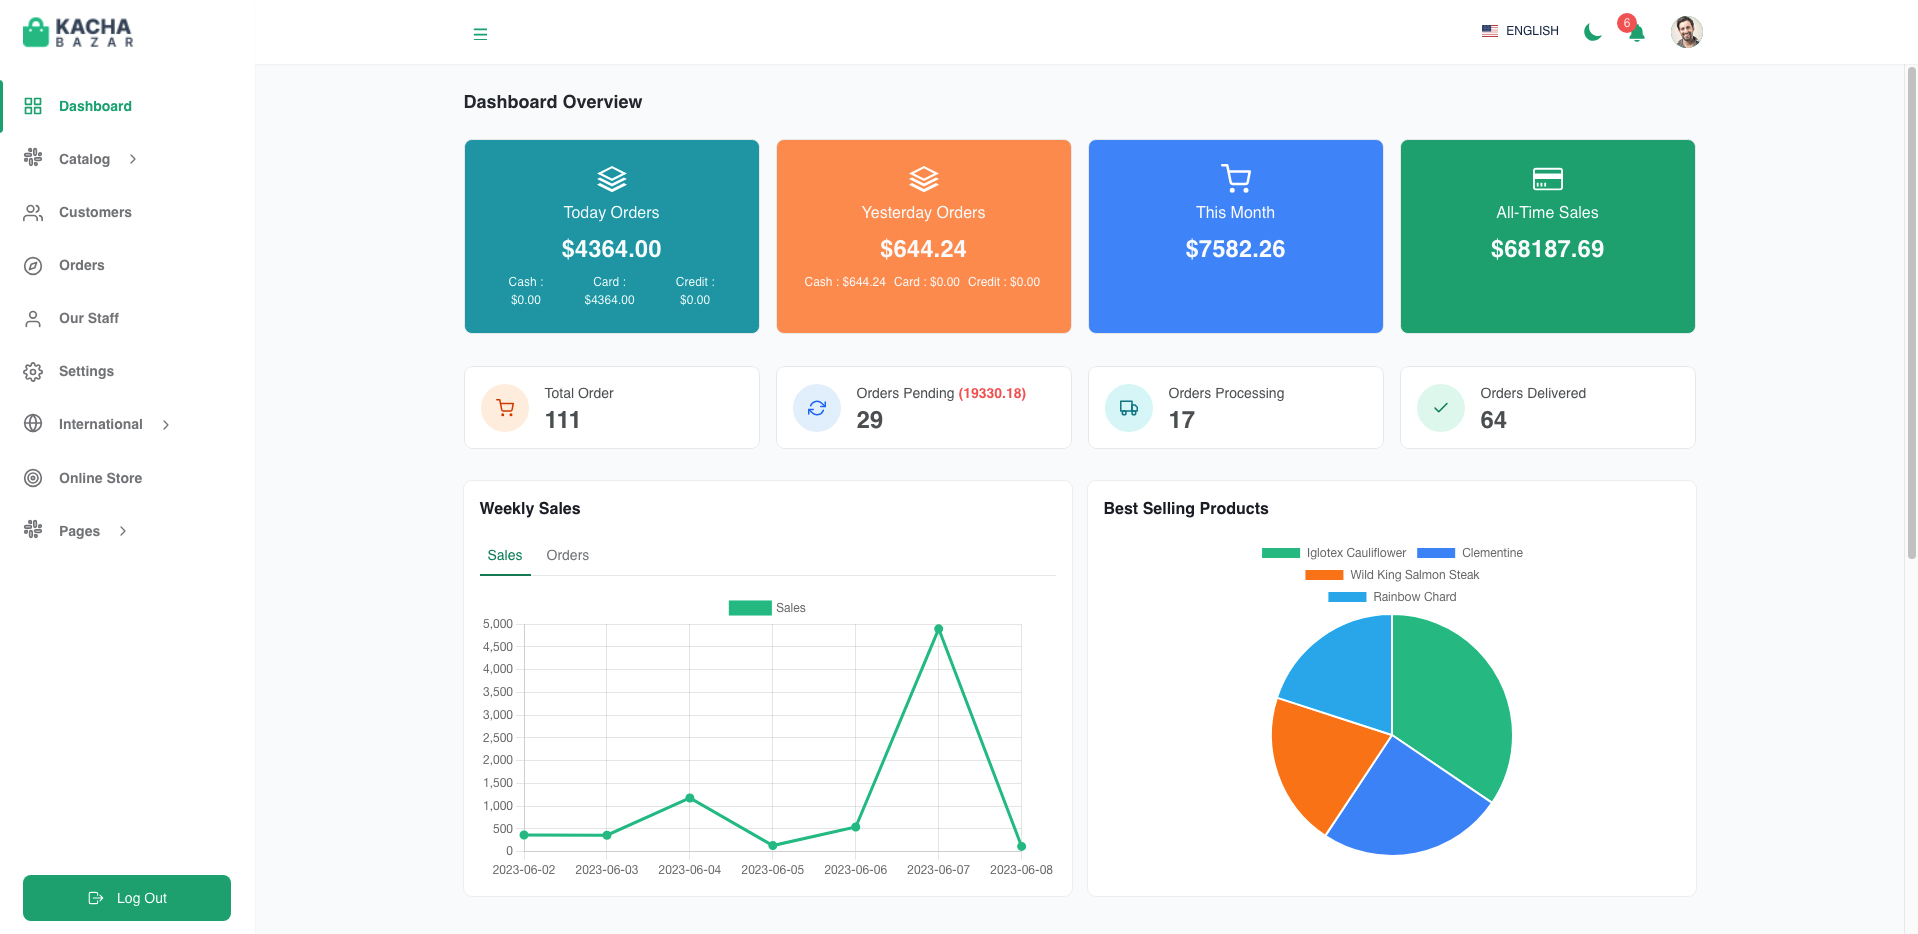 KACHA
BAZAR
ENGLISH
6
Dashboard
Catalog
Customers
Orders
Our Staff
Settings
International
Online Store
Pages
Log Out
Dashboard Overview
Today Orders
$4364.00
Cash : Card : Credit :
$0.00 $4364.00 $0.00
Yesterday Orders
$644.24
Cash : $644.24 Card : $0.00 Credit : $0.00
This Month
$7582.26
All-Time Sales
$68187.69
Total Order
111
Orders Pending (19330.18)
29
Orders Processing
17
Orders Delivered
64
Weekly Sales
Sales Orders
Sales
5,000
4,500
4,000
3,500
3,000
2,500
2,000
1,500
1,000
500
0
2023-06-02 2023-06-03 2023-06-04 2023-06-05 2023-06-06 2023-06-07 2023-06-08
Best Selling Products
Iglotex Cauliflower Clementine
Wild King Salmon Steak
Rainbow Chard